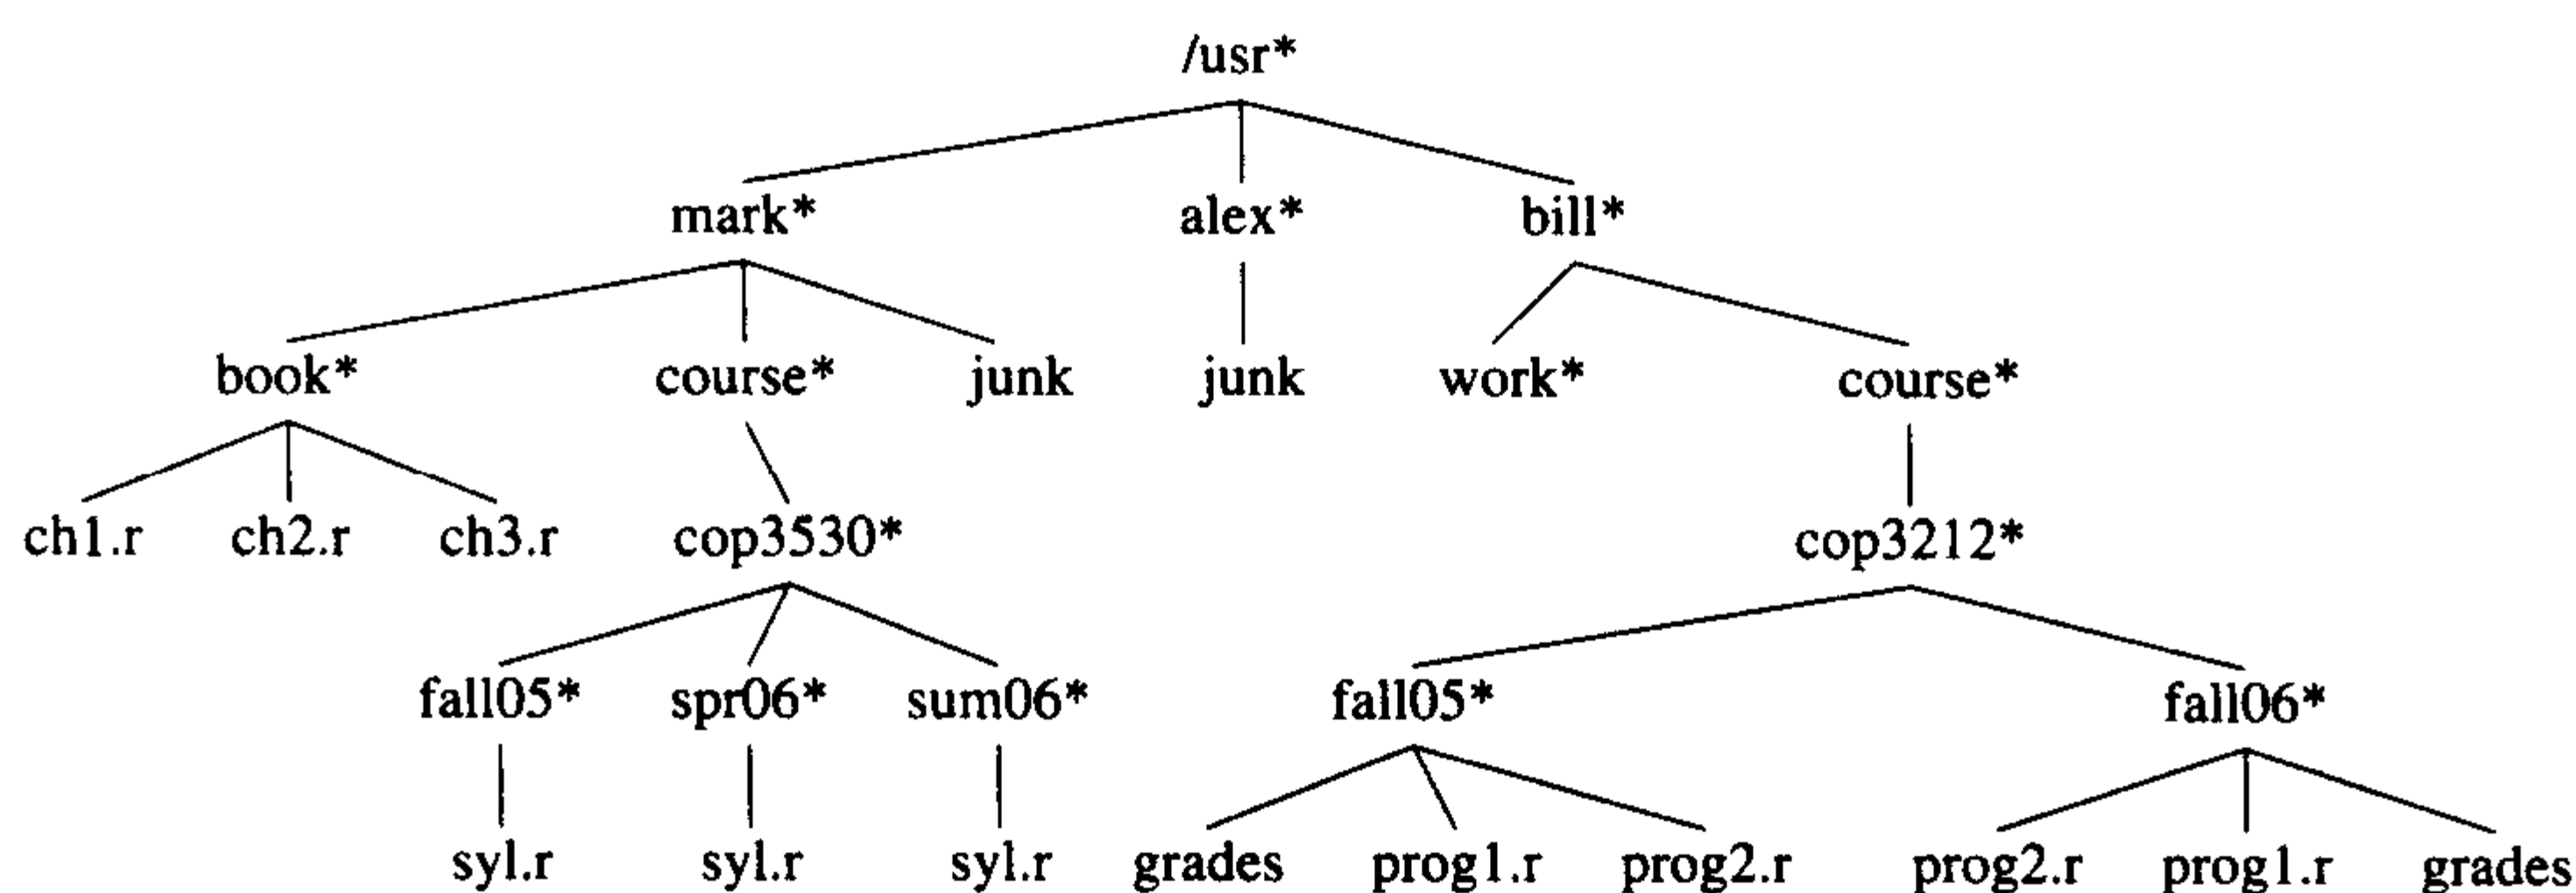 /usr*
mark* alex* bill*
book* course* junk junk work* course*
ch1.r ch2.r ch3.r cop3530* cop3212*
fall05* spr06* sum06* fall05* fall06*
syl.r syl.r syl.r grades prog1.r prog2.r prog2.r prog1.r grades